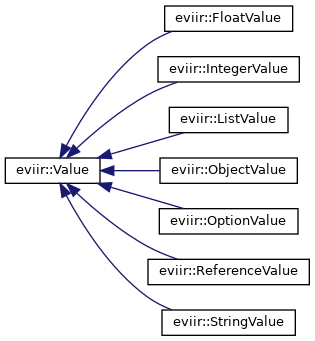 eviir::FloatValue
eviir::IntegerValue
eviir::ListValue
eviir::Value
eviir::ObjectValue
eviir::OptionValue
eviir::ReferenceValue
eviir::StringValue